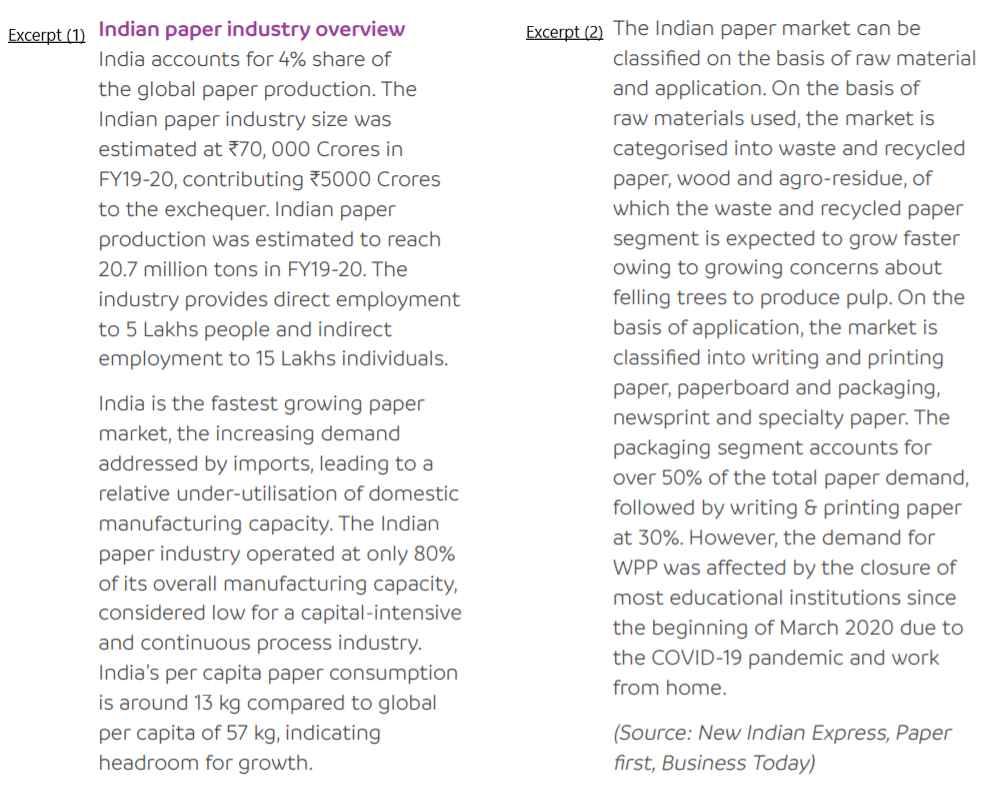 Excerpt (1)
Indian paper industry overview
India accounts for 4% share of
the global paper production. The
Indian paper industry size was
estimated at ₹70, 000 Crores in
FY19-20, contributing ₹5000 Crores
to the exchequer. Indian paper
production was estimated to reach
20.7 million tons in FY19-20. The
industry provides direct employment
to 5 Lakhs people and indirect
employment to 15 Lakhs individuals.
India is the fastest growing paper
market, the increasing demand
addressed by imports, leading to a
relative under-utilisation of domestic
manufacturing capacity. The Indian
paper industry operated at only 80%
of its overall manufacturing capacity,
considered low for a capital-intensive
and continuous process industry.
India's per capita paper consumption
is around 13 kg compared to global
per capita of 57 kg, indicating
headroom for growth.
Excerpt (2)
The Indian paper market can be
classified on the basis of raw material
and application. On the basis of
raw materials used, the market is
categorised into waste and recycled
paper, wood and agro-residue, of
which the waste and recycled paper
segment is expected to grow faster
owing to growing concerns about
felling trees to produce pulp. On the
basis of application, the market is
classified into writing and printing
paper, paperboard and packaging,
newsprint and specialty paper. The
packaging segment accounts for
over 50% of the total paper demand,
followed by writing & printing paper
at 30%. However, the demand for
WPP was affected by the closure of
most educational institutions since
the beginning of March 2020 due to
the COVID-19 pandemic and work
from home.
(Source: New Indian Express, Paper
first, Business Today)